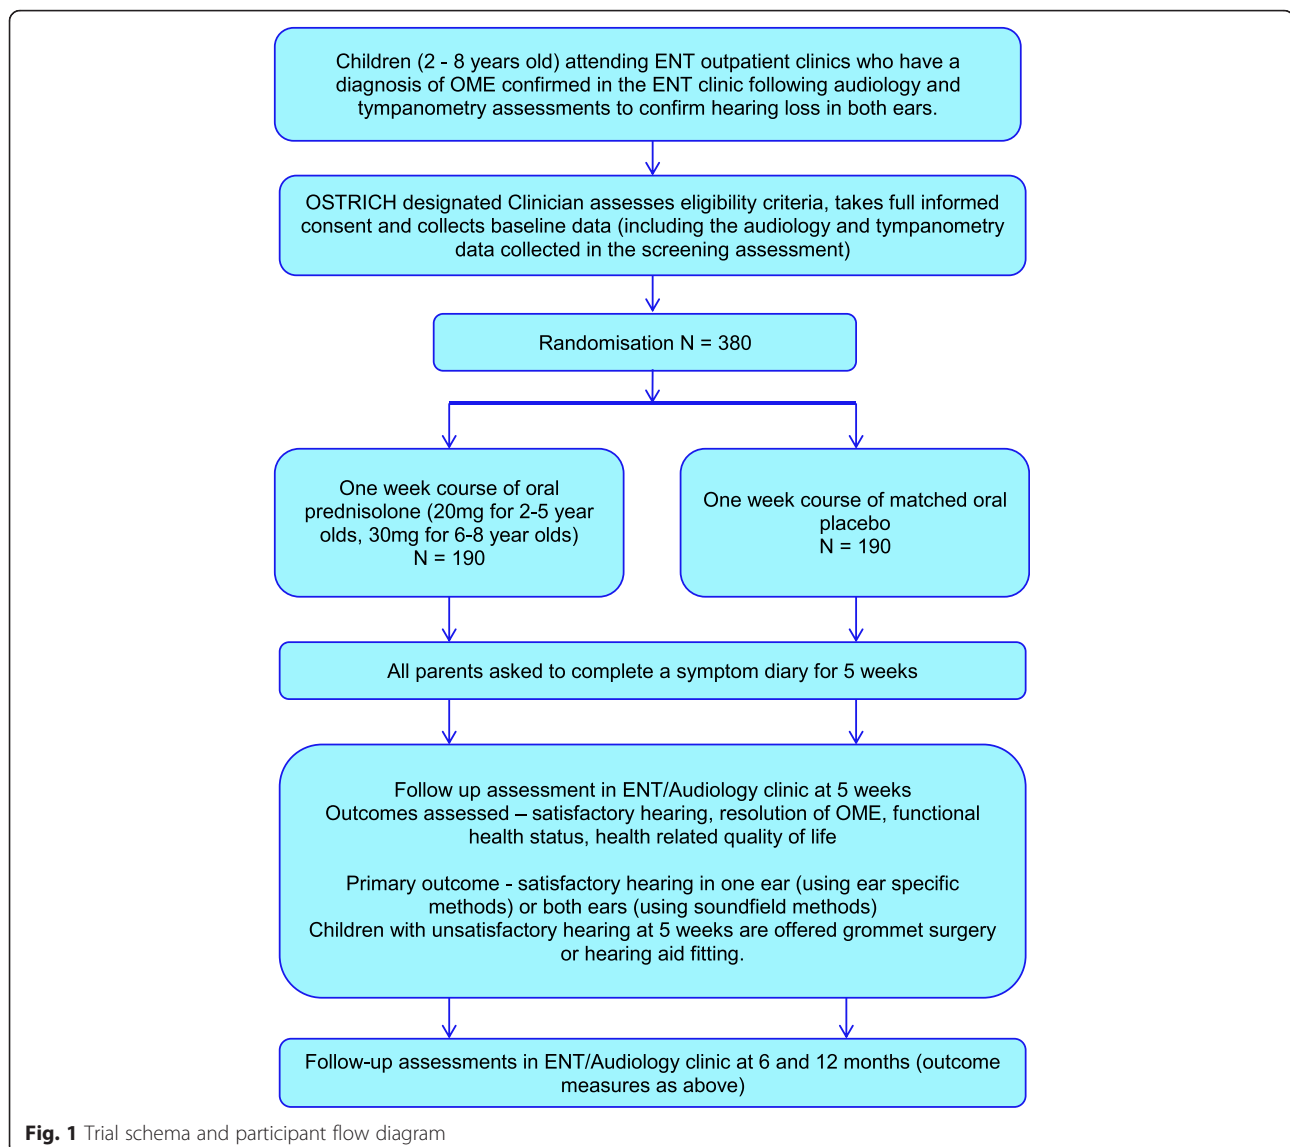 Children (2 - 8 years old) attending ENT outpatient clinics who have a
diagnosis of OME confirmed in the ENT clinic following audiology and
tympanometry assessments to confirm hearing loss in both ears.
OSTRICH designated Clinician assesses eligibility criteria, takes full informed
consent and collects baseline data (including the audiology and tympanometry
data collected in the screening assessment)
Randomisation N = 380
One week course of oral
prednisolone (20mg for 2-5 year
olds, 30mg for 6-8 year olds)
N = 190
One week course of matched oral
placebo
N = 190
All parents asked to complete a symptom diary for 5 weeks
Follow up assessment in ENT/Audiology clinic at 5 weeks
Outcomes assessed – satisfactory hearing, resolution of OME, functional
health status, health related quality of life
Primary outcome - satisfactory hearing in one ear (using ear specific
methods) or both ears (using soundfield methods)
Children with unsatisfactory hearing at 5 weeks are offered grommet surgery
or hearing aid fitting.
Follow-up assessments in ENT/Audiology clinic at 6 and 12 months (outcome
measures as above)
Fig. 1 Trial schema and participant flow diagram